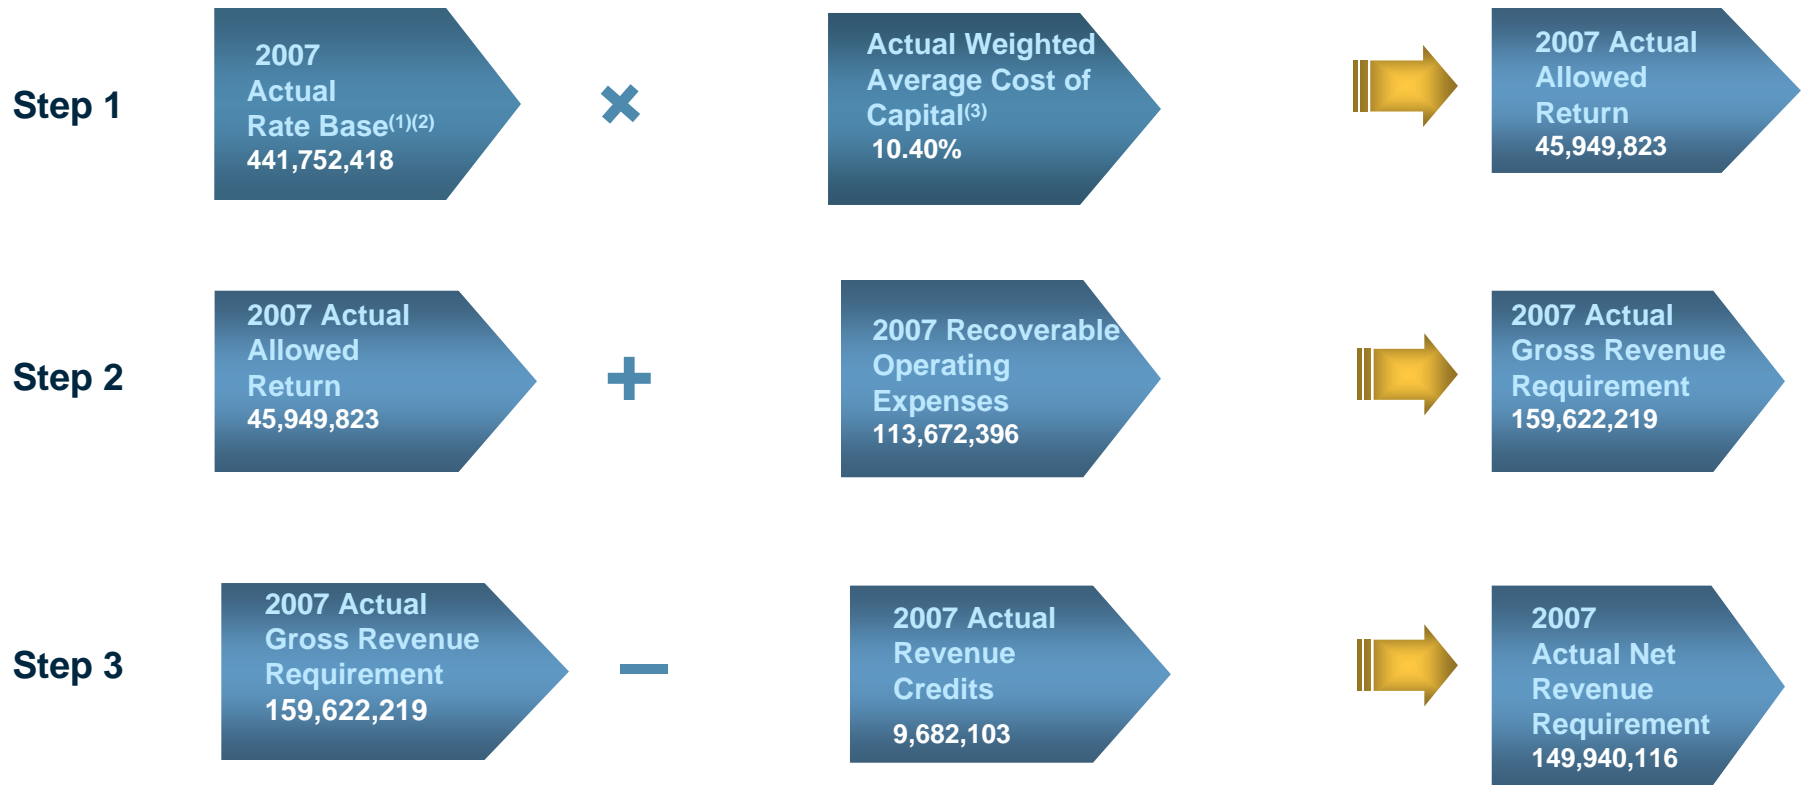 Step 1
2007
Actual
Rate Base(1)(2)
441,752,418
×
Actual Weighted
Average Cost of
Capital(3)
10.40%
2007 Actual
Allowed
Return
45,949,823
Step 2
2007 Actual
Allowed
Return
45,949,823
+
2007 Recoverable
Operating
Expenses
113,672,396
2007 Actual
Gross Revenue
Requirement
159,622,219
Step 3
2007 Actual
Gross Revenue
Requirement
159,622,219
−
2007 Actual
Revenue
Credits
9,682,103
2007
Actual Net
Revenue
Requirement
149,940,116